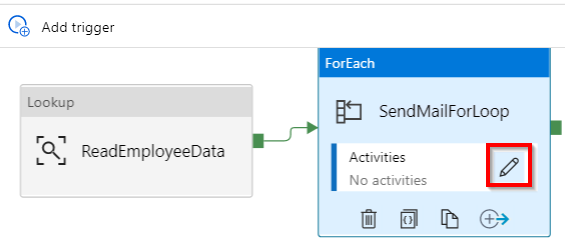 Add trigger
ForEach
Lookup
SendMailForLoop
ReadEmployeeData
Activities
No activities